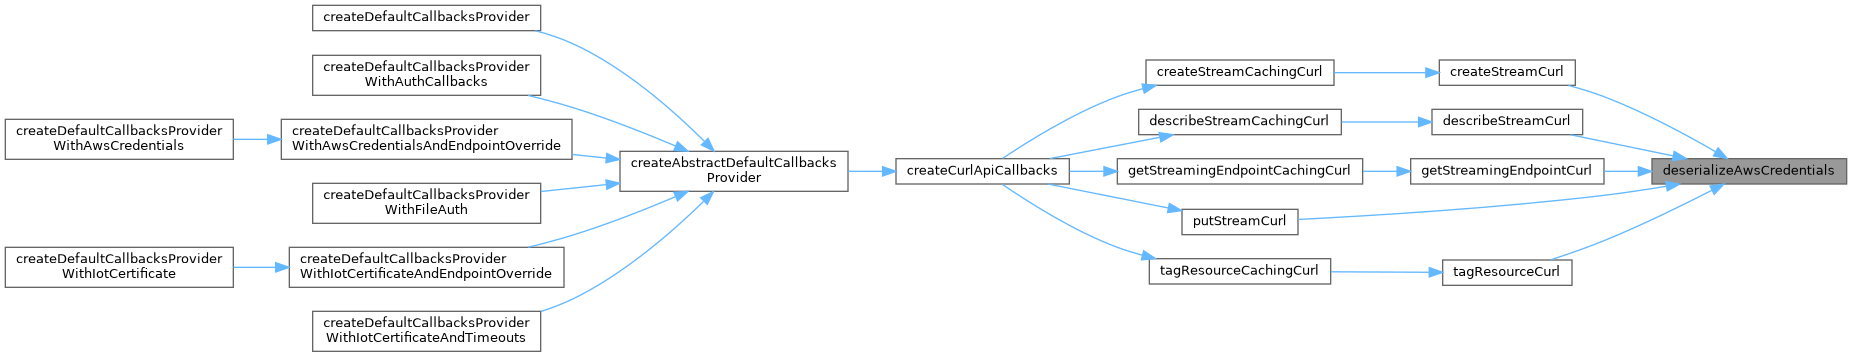 createDefaultCallbacksProvider
createDefaultCallbacksProvider
WithAuthCallbacks
createDefaultCallbacksProvider
WithAwsCredentials
createDefaultCallbacksProvider
WithAwsCredentialsAndEndpointOverride
createDefaultCallbacksProvider
WithFileAuth
createDefaultCallbacksProvider
WithIotCertificate
createDefaultCallbacksProvider
WithIotCertificateAndEndpointOverride
createDefaultCallbacksProvider
WithIotCertificateAndTimeouts
createAbstractDefaultCallbacks
Provider
createCurlApiCallbacks
createStreamCachingCurl
createStreamCurl
describeStreamCachingCurl
describeStreamCurl
getStreamingEndpointCachingCurl
getStreamingEndpointCurl
putStreamCurl
tagResourceCachingCurl
tagResourceCurl
deserializeAwsCredentials